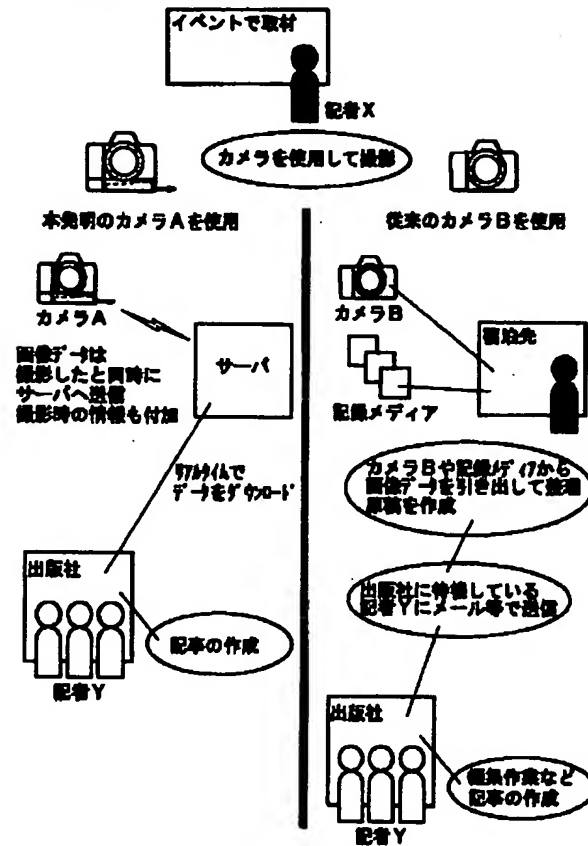 イベントで取材
記者X
カメラを使用して撮影
本発明のカメラAを使用
従来のカメラBを使用
カメラA
画像データは
撮影したと同時に
サーバへ送信
撮影時の情報も付加
サーバ
リアルタイムで
データをダウンロード
出版社
記事の作成
記者Y
カメラB
記録メディア
宿泊先
カメラBや記録メディアから
画像データを引き出して整理
原稿を作成
出版社に待機している
記者Yにメール等で送信
出版社
編集作業など
記事の作成
記者Y